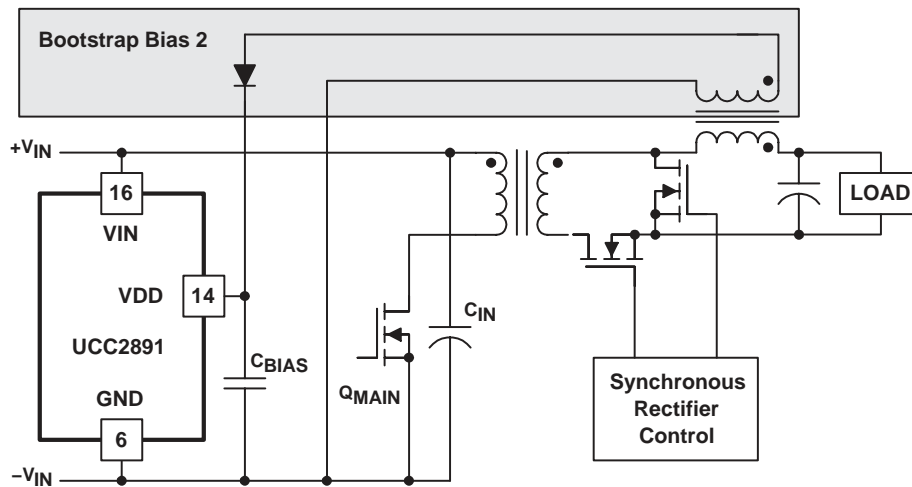 Bootstrap Bias 2
+VIN
16
VIN
LOAD
VDD
14
CIN
UCC2891
CBIAS
GND
QMAIN
6
Synchronous
Rectifier
Control
−VIN